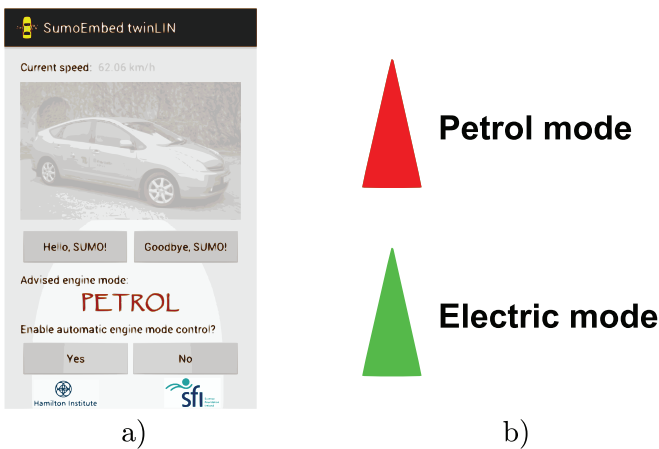 SumoEmbed twinLIN
Current speed: 62.06 km/h
Hello, SUMO!
Goodbye, SUMO!
Advised engine mode:
PETROL
Enable automatic engine mode control?
Yes
No
Hamilton Institute
sfi
a)
Petrol mode
Electric mode
b)